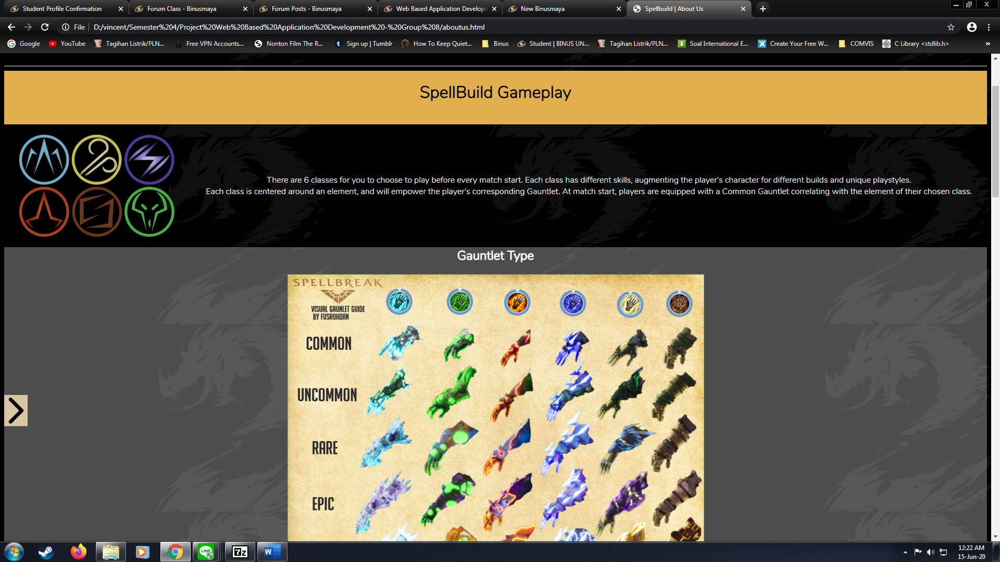 Student Profile Confirmation
Forum Class - Binusmaya
Forum Posts - Binusmaya
Web Based Application Develop
New Binusmaya
Spellbuild | About Us
File
D:/vincent/Semester%204/Project%20Web%20Based%20Application%20Development%20-%20Group%208/aboutus.html
Google
YouTube
Tagihan Listrik/PLN...
Free VPN Accounts...
Nonton Film The R...
Sign up | Tumblr
How To Keep Quiet...
Binus
Student | BINUS UN...
Tagihan Listrik/PLN...
Soal International E...
Create Your Free W...
COMVIS
C Library <stdlib.h>
SpellBuild Gameplay
There are 6 classes for you to choose to play before every match start. Each class has different skills, augmenting the player's character for different builds and unique playstyles.
Each class is centered around an element, and will empower the player's corresponding Gauntlet. At match start, players are equipped with a Common Gauntlet correlating with the element of their chosen class.
Gauntlet Type
SPELLBREAK
VISUAL GAUNTLET GUIDE
BY FUSROHDAN
COMMON
UNCOMMON
RARE
EPIC
LINE
7z
W
12:22 AM
15-Jun-20